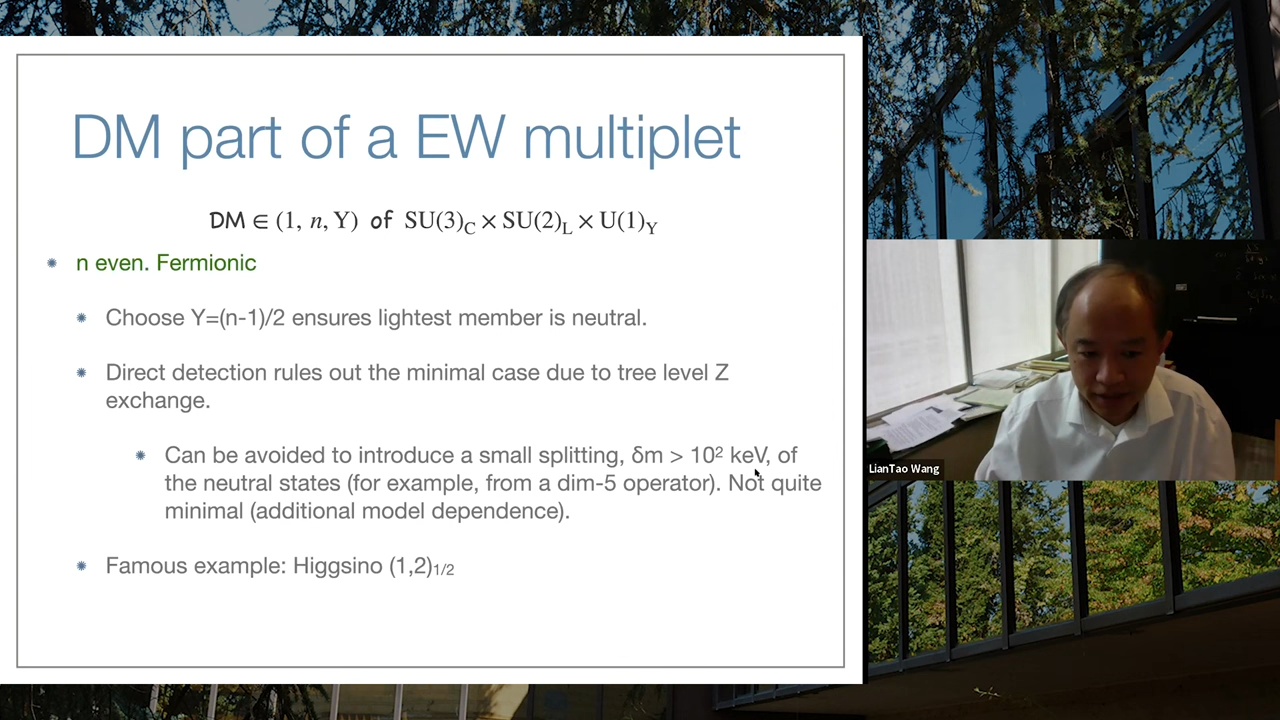 DM part of a EW multiplet
DM ∈ (1, n, Y) of SU(3)C × SU(2)L × U(1)Y
n even. Fermionic
Choose Y=(n-1)/2 ensures lightest member is neutral.
Direct detection rules out the minimal case due to tree level Z
exchange.
Can be avoided to introduce a small splitting, δm > 10² keV, of
the neutral states (for example, from a dim-5 operator). Not quite
minimal (additional model dependence).
Famous example: Higgsino (1,2)1/2
LianTao Wang